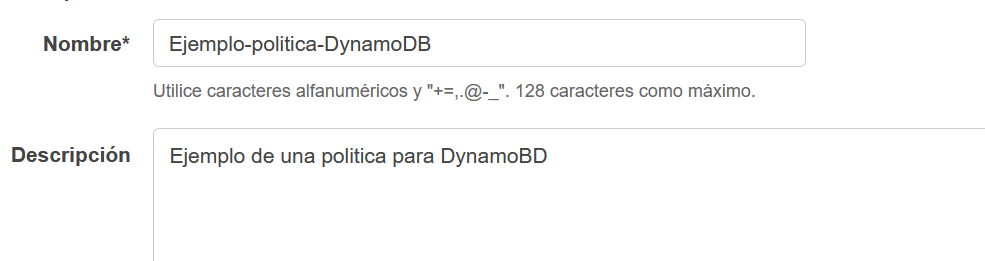 Nombre* Ejemplo-politica-DynamoDB
Utilice caracteres alfanuméricos y "+=,.@-_". 128 caracteres como máximo.
Descripción Ejemplo de una politica para DynamoBD